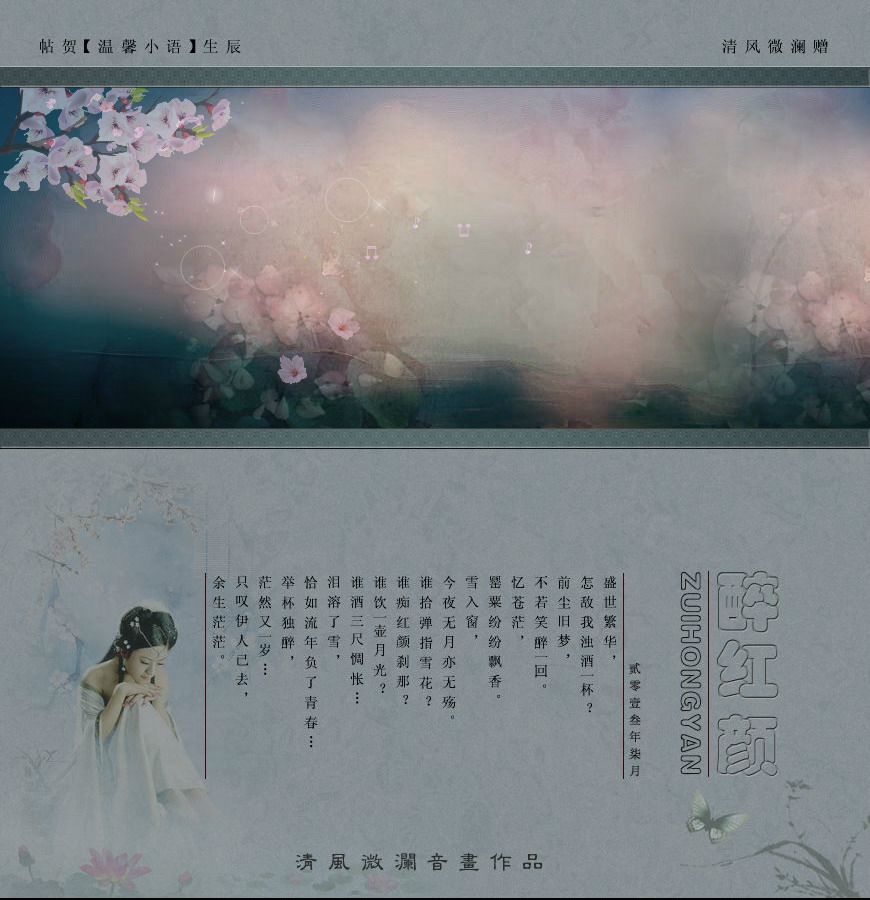 帖贺【温馨小语】生辰
清风微澜赠
醉红颜
ZUIHONGYAN
贰零壹叁年柒月
盛世繁华，
怎敌我浊酒一杯？
前尘旧梦，
不若笑醉一回。
忆苍茫，
罂粟纷纷飘香。
雪入窗，
今夜无月亦无殇。
谁拾弹指雪花？
谁痴红颜刹那？
谁饮一壶月光？
谁酒三尺惆怅…
泪溶了雪，
恰如流年负了青春…
举杯独醉，
茫然又一岁…
只叹伊人已去，
余生茫茫。
清風微瀾音畫作品